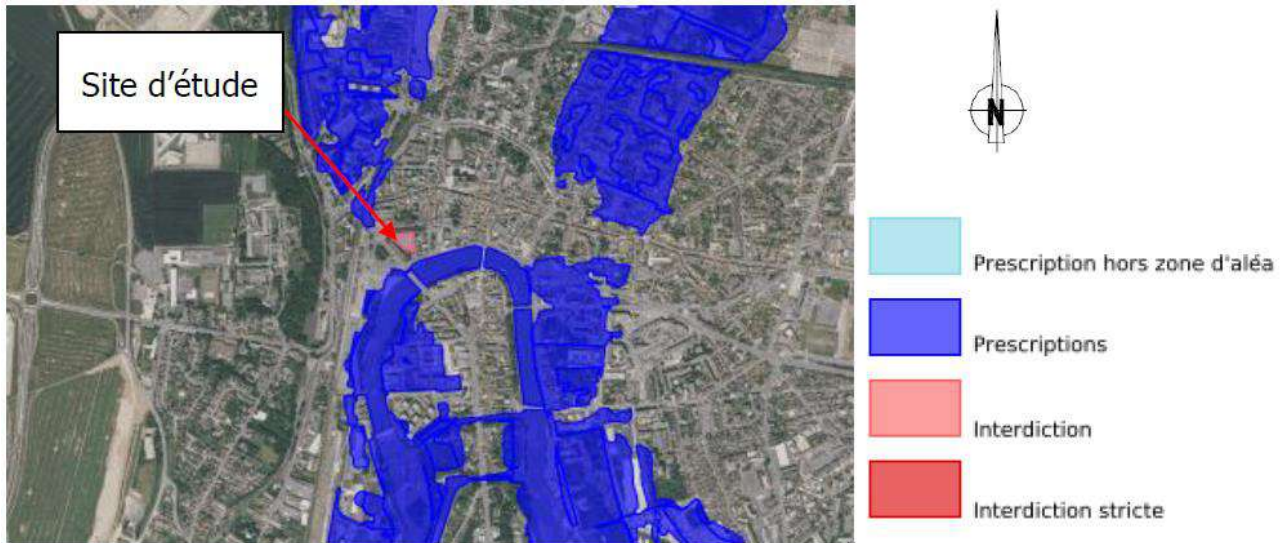 Site d'étude
N
Prescription hors zone d'aléa
Prescriptions
Interdiction
Interdiction stricte